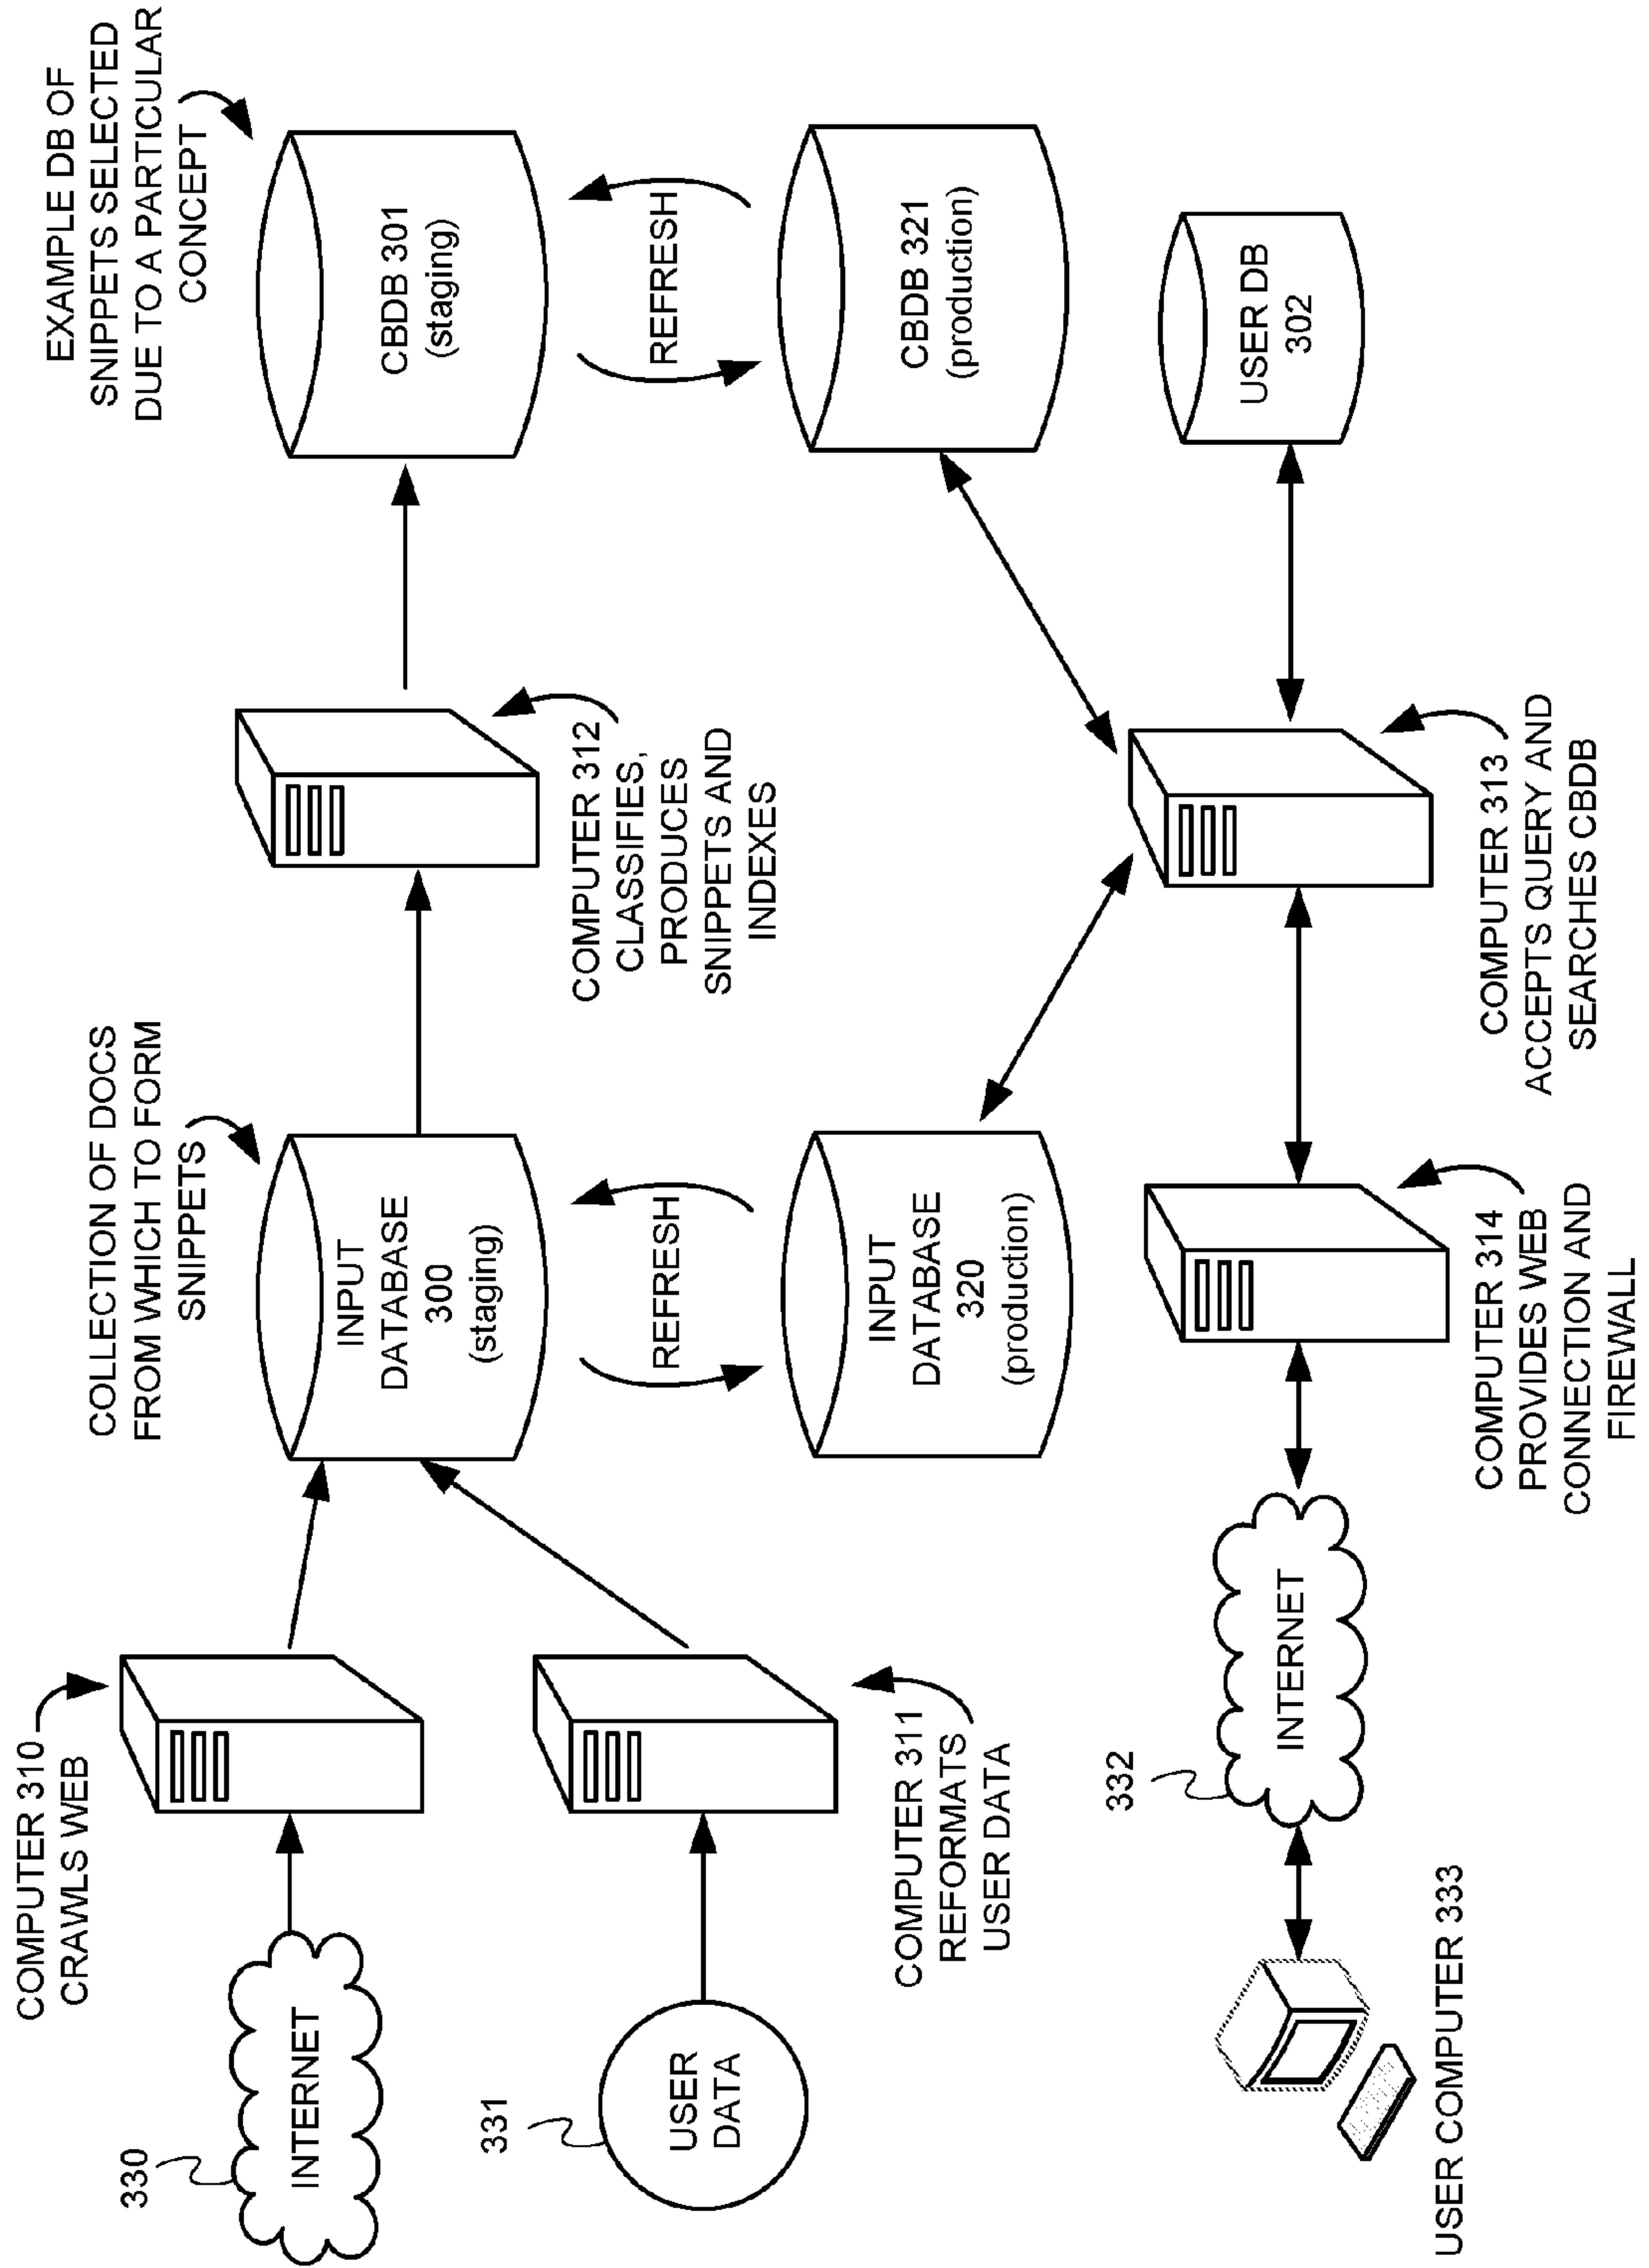 COMPUTER 310
CRAWLS WEB
330
INTERNET
331
USER
DATA
COMPUTER 311
REFORMATS
USER DATA
COLLECTION OF DOCS
FROM WHICH TO FORM
SNIPPETS
INPUT
DATABASE
300
(staging)
REFRESH
INPUT
DATABASE
320
(production)
COMPUTER 312
CLASSIFIES,
PRODUCES
SNIPPETS AND
INDEXES
EXAMPLE DB OF
SNIPPETS SELECTED
DUE TO A PARTICULAR
CONCEPT
CBDB 301
(staging)
REFRESH
CBDB 321
(production)
USER DB
302
332
INTERNET
USER COMPUTER 333
COMPUTER 314
PROVIDES WEB
CONNECTION AND
FIREWALL
COMPUTER 313
ACCEPTS QUERY AND
SEARCHES CBDB